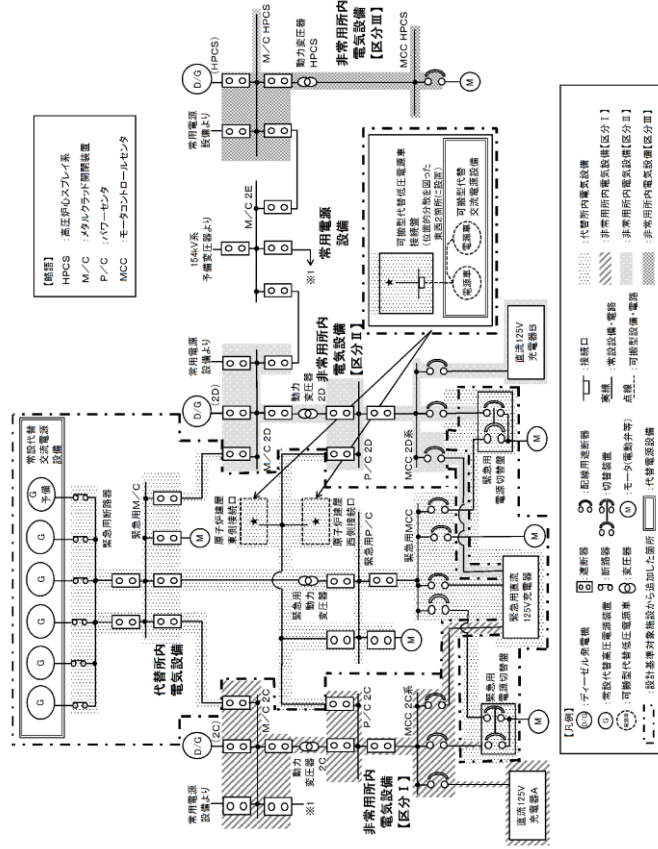 【略語】
HPCS :高圧炉心スプレイ系
M/C :メタルクラッド開閉装置
P/C :パワーセンタ
MCC :モータコントロールセンタ
常設代替
交流電源
設備
G
G
G
G
G
G
予備
緊急用断路器
緊急用M/C
M
代替所内
電気設備
常用電源
設備より
D/G
(2C)
※1
M/C 2C
動力
変圧器
2C
非常用所内
電気設備
【区分Ⅰ】
P/C 2C
MCC 2C系
直流125V
充電器A
緊急用
電源切替盤
M
緊急用
動力
変圧器
M
緊急用P/C
緊急用MCC
M
緊急用直流
125V充電器
原子炉建屋
東側接続口
原子炉建屋
西側接続口
D/G
(2D)
常用電源
設備より
M/C 2D
動力
変圧器
2D
非常用所内
電気設備
【区分Ⅱ】
P/C 2D
MCC 2D系
緊急用
電源切替盤
M
直流125V
充電器B
154kV系
予備変圧器より
M/C 2E
※1
常用電源
設備
可搬型代替低圧電源車
接続盤
(位置的分散を図った
東西2箇所に設置)
可搬型代替
交流電源設備
電源車
電源車
常用電源
設備より
D/G
(HPCS)
M/C HPCS
動力変圧器
HPCS
非常用所内
電気設備
【区分Ⅲ】
MCC HPCS
M
【凡例】
D/G :ディーゼル発電機
G :常設代替高圧電源装置
電源車 :可搬型代替低圧電源車
:設計基準対象施設から追加した箇所
:遮断器
:断路器
:変圧器
:代替電源設備
:配線用遮断器
:切替装置
M :モータ(電動弁等)
:接続口
実線 :常設設備・電路
点線 :可搬型設備・電路
:代替所内電気設備
:非常用所内電気設備【区分Ⅰ】
:非常用所内電気設備【区分Ⅱ】
:非常用所内電気設備【区分Ⅲ】